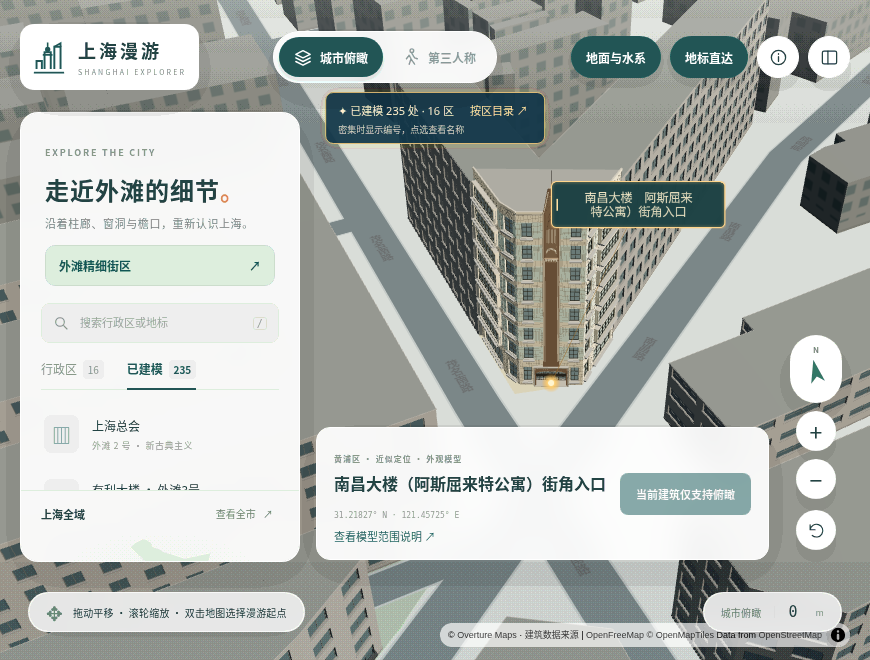 上海漫游
SHANGHAI EXPLORER
城市俯瞰
第三人称
地面与水系
地标直达
✦ 已建模 235 处 · 16 区 按区目录 ↗
密集时显示编号，点选查看名称
EXPLORE THE CITY
走近外滩的细节。
沿着柱廊、窗洞与檐口，重新认识上海。
外滩精细街区 ↗
搜索行政区或地标 /
行政区 16
已建模 235
上海总会
外滩 2 号 · 新古典主义
上海全域
查看全市 ↗
南昌大楼 阿斯屈来
特公寓）街角入口
N
黄浦区 · 近似定位 · 外观模型
南昌大楼（阿斯屈来特公寓）街角入口
31.21827° N · 121.45725° E
查看模型范围说明 ↗
当前建筑仅支持俯瞰
拖动平移 · 滚轮缩放 · 双击地图选择漫游起点
城市俯瞰 0 m
© Overture Maps · 建筑数据来源 | OpenFreeMap © OpenMapTiles Data from OpenStreetMap